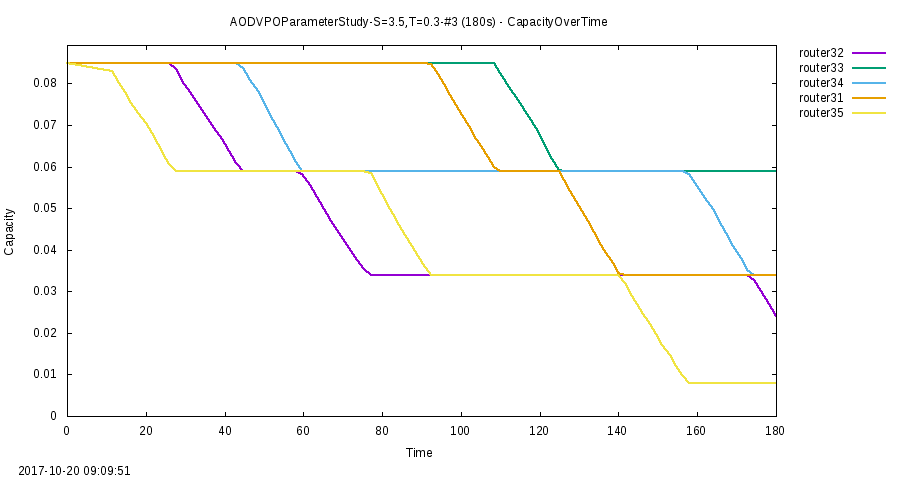 AODVPOParameterStudy-S=3.5,T=0.3-#3 (180s) - CapacityOverTime
router32
router33
router34
router31
router35
0.08
0.07
0.06
0.05
0.04
0.03
0.02
0.01
0
Capacity
0 20 40 60 80 100 120 140 160 180
Time
2017-10-20 09:09:51